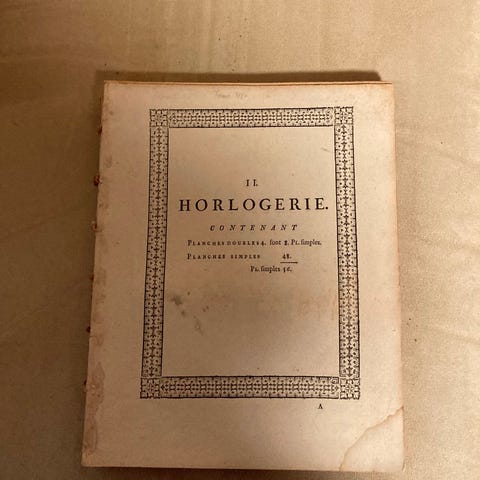 II.
HORLOGERIE.
CONTENANT
PLANCHES DOUBLES 4. font 8. Pl. simples.
PLANCHES SIMPLES 48.
PL. simples 56.
A